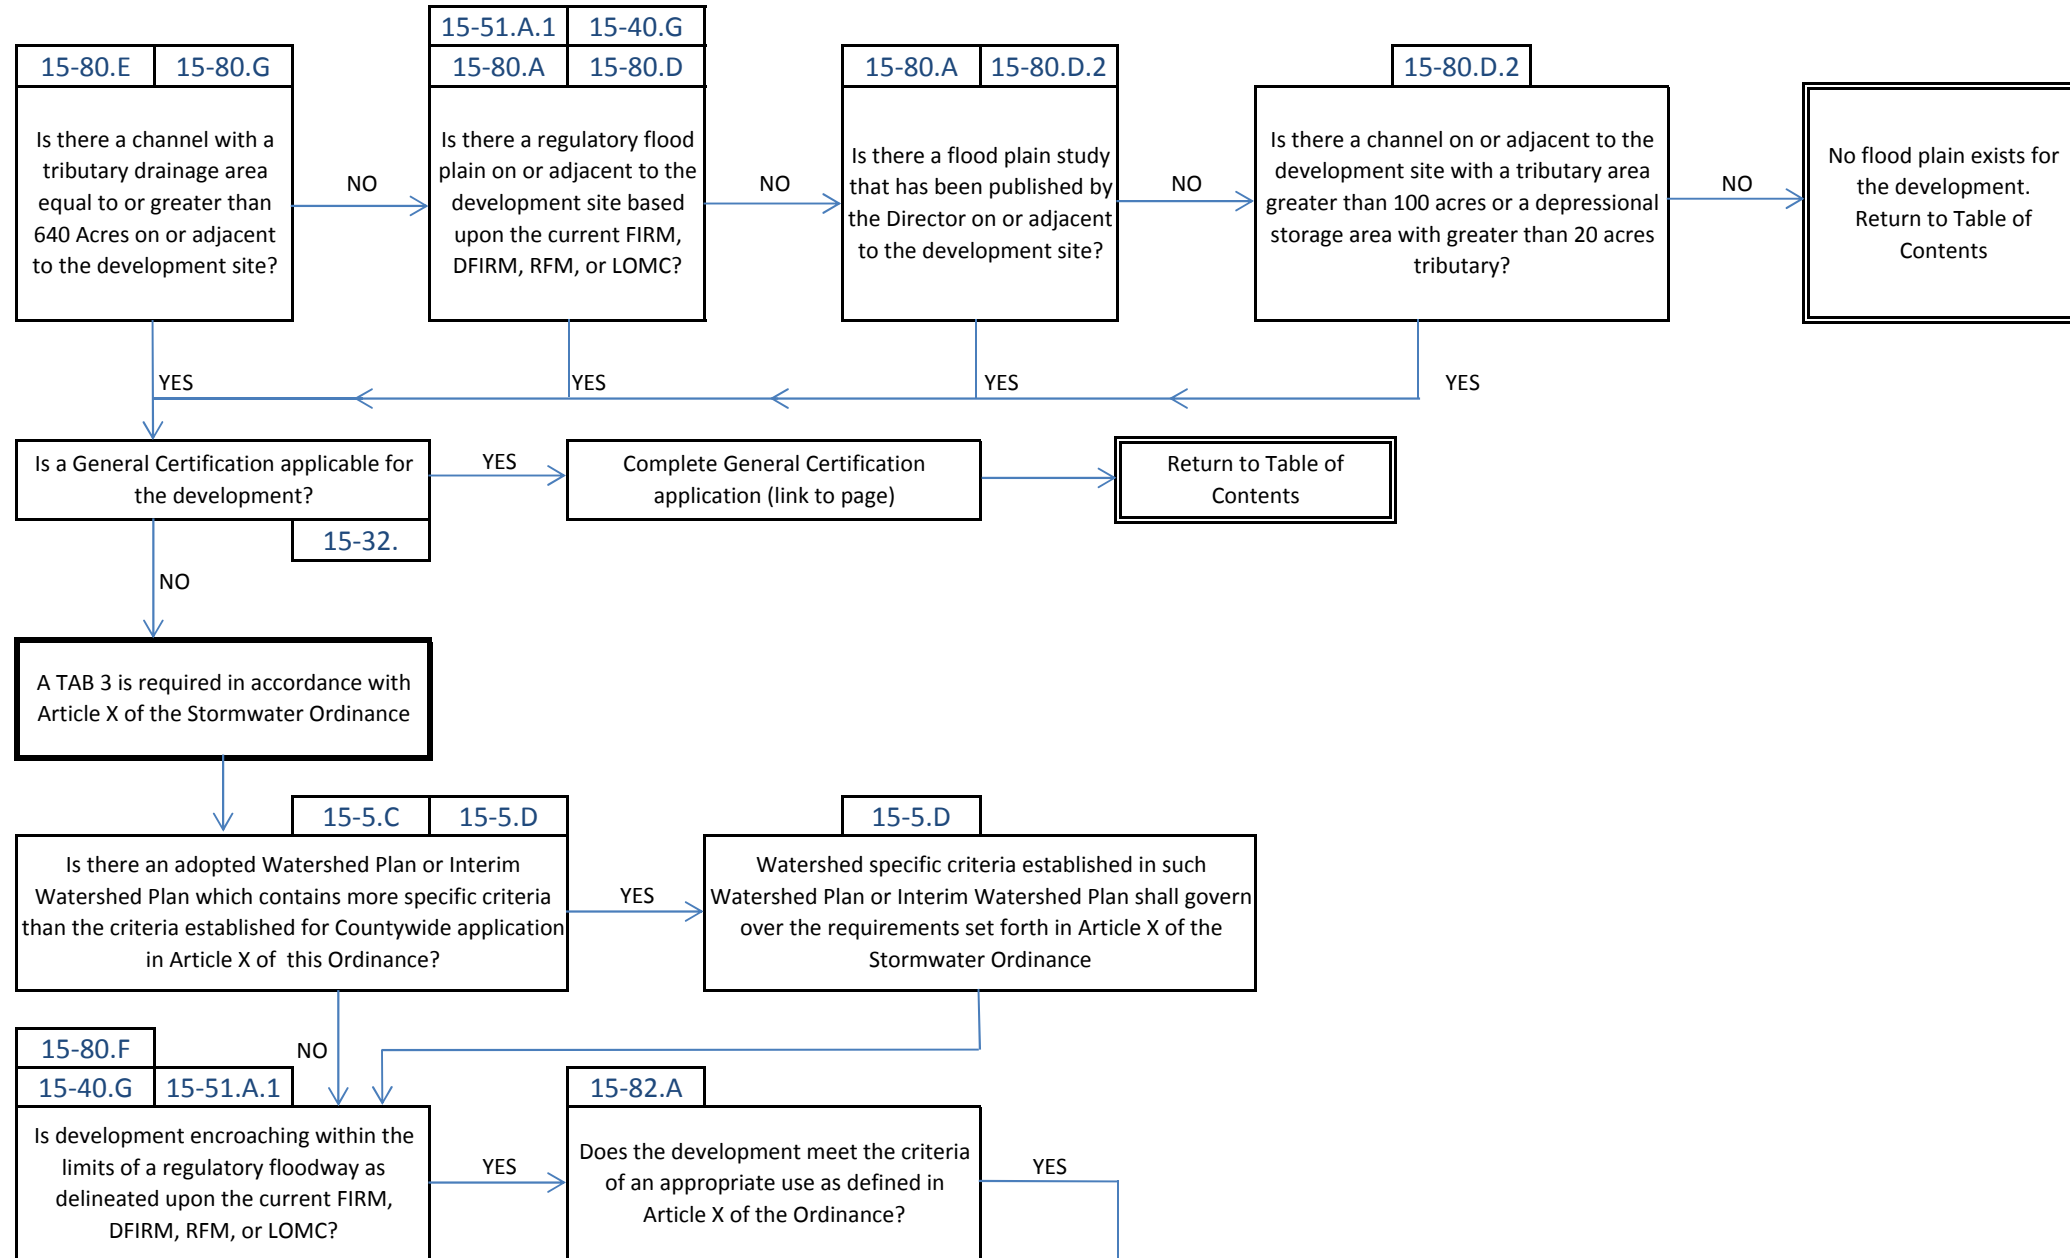 15-51.A.1 15-40.G
15-80.E 15-80.G
15-80.A 15-80.D
15-80.A 15-80.D.2
15-80.D.2
Is there a channel with a
tributary drainage area
equal to or greater than
640 Acres on or adjacent
to the development site?
NO
Is there a regulatory flood
plain on or adjacent to the
development site based
upon the current FIRM,
DFIRM, RFM, or LOMC?
NO
Is there a flood plain study
that has been published by
the Director on or adjacent
to the development site?
NO
Is there a channel on or adjacent to the
development site with a tributary area
greater than 100 acres or a depressional
storage area with greater than 20 acres
tributary?
NO
No flood plain exists for
the development.
Return to Table of
Contents
YES
YES
YES
YES
Is a General Certification applicable for
the development?
YES
Complete General Certification
application (link to page)
Return to Table of
Contents
15-32.
NO
A TAB 3 is required in accordance with
Article X of the Stormwater Ordinance
15-5.C 15-5.D
Is there an adopted Watershed Plan or Interim
Watershed Plan which contains more specific criteria
than the criteria established for Countywide application
in Article X of this Ordinance?
YES
15-5.D
Watershed specific criteria established in such
Watershed Plan or Interim Watershed Plan shall govern
over the requirements set forth in Article X of the
Stormwater Ordinance
NO
15-80.F
15-40.G 15-51.A.1
Is development encroaching within the
limits of a regulatory floodway as
delineated upon the current FIRM,
DFIRM, RFM, or LOMC?
YES
15-82.A
Does the development meet the criteria
of an appropriate use as defined in
Article X of the Ordinance?
YES